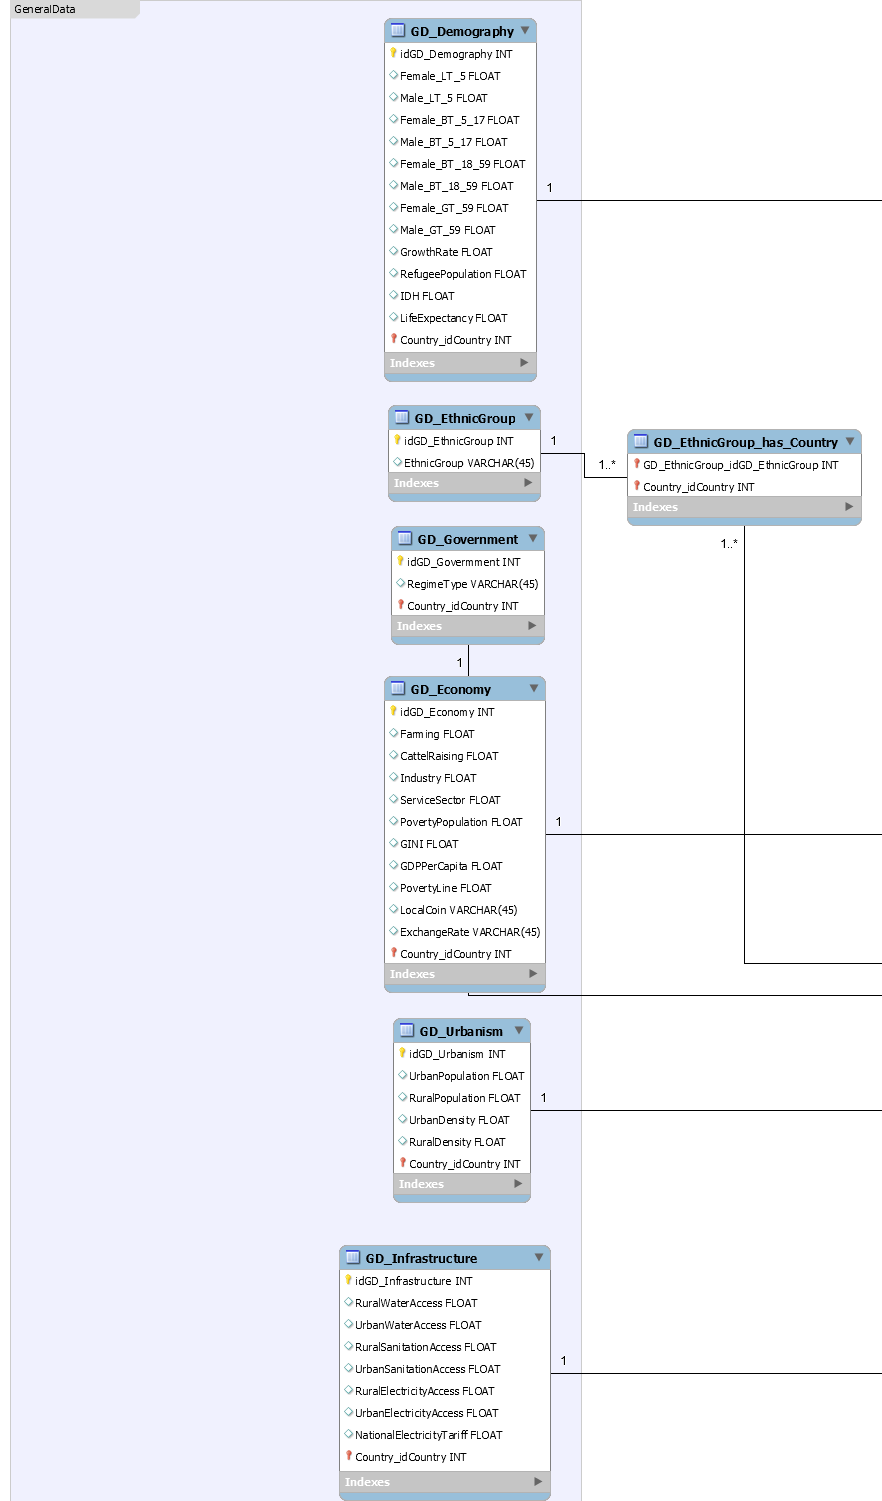 GeneralData
GD_Demography
idGD_Demography INT
Female_LT_5 FLOAT
Male_LT_5 FLOAT
Female_BT_5_17 FLOAT
Male_BT_5_17 FLOAT
Female_BT_18_59 FLOAT
Male_BT_18_59 FLOAT
1
Female_GT_59 FLOAT
Male_GT_59 FLOAT
GrowthRate FLOAT
RefugeePopulation FLOAT
IDH FLOAT
LifeExpectancy FLOAT
Country_idCountry INT
Indexes
GD_EthnicGroup
idGD_EthnicGroup INT
EthnicGroup VARCHAR(45)
Indexes
1
1..*
GD_EthnicGroup_has_Country
GD_EthnicGroup_idGD_EthnicGroup INT
Country_idCountry INT
Indexes
1..*
GD_Government
idGD_Government INT
RegimeType VARCHAR(45)
Country_idCountry INT
Indexes
1
GD_Economy
idGD_Economy INT
Farming FLOAT
CattelRaising FLOAT
Industry FLOAT
ServiceSector FLOAT
PovertyPopulation FLOAT
1
GINI FLOAT
GDPPerCapita FLOAT
PovertyLine FLOAT
LocalCoin VARCHAR(45)
ExchangeRate VARCHAR(45)
Country_idCountry INT
Indexes
GD_Urbanism
idGD_Urbanism INT
UrbanPopulation FLOAT
RuralPopulation FLOAT
1
UrbanDensity FLOAT
RuralDensity FLOAT
Country_idCountry INT
Indexes
GD_Infrastructure
idGD_Infrastructure INT
RuralWaterAccess FLOAT
UrbanWaterAccess FLOAT
RuralSanitationAccess FLOAT
1
UrbanSanitationAccess FLOAT
RuralElectricityAccess FLOAT
UrbanElectricityAccess FLOAT
NationalElectricityTariff FLOAT
Country_idCountry INT
Indexes